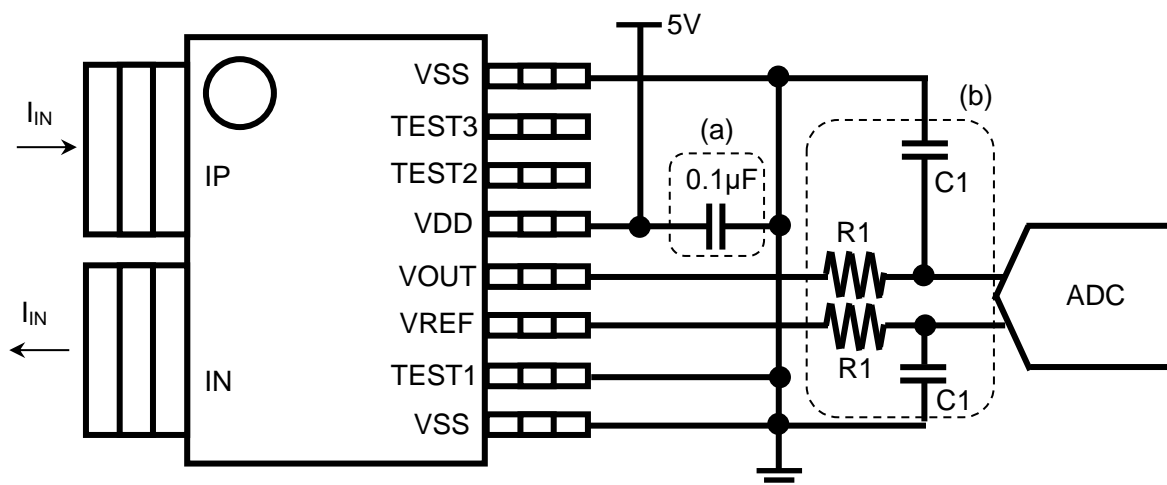 5V
VSS
(b)
I_IN
TEST3
(a)
IP
TEST2
0.1µF
C1
VDD
R1
VOUT
ADC
I_IN
VREF
R1
IN
TEST1
C1
VSS